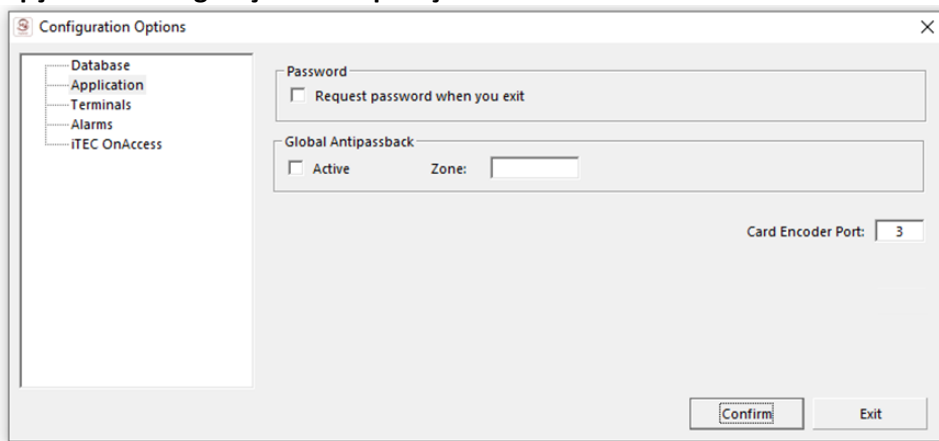 Configuration Options
Database
Application
Terminals
Alarms
iTEC OnAccess
Password
Request password when you exit
Global Antipassback
Active Zone:
Card Encoder Port: 3
Confirm Exit